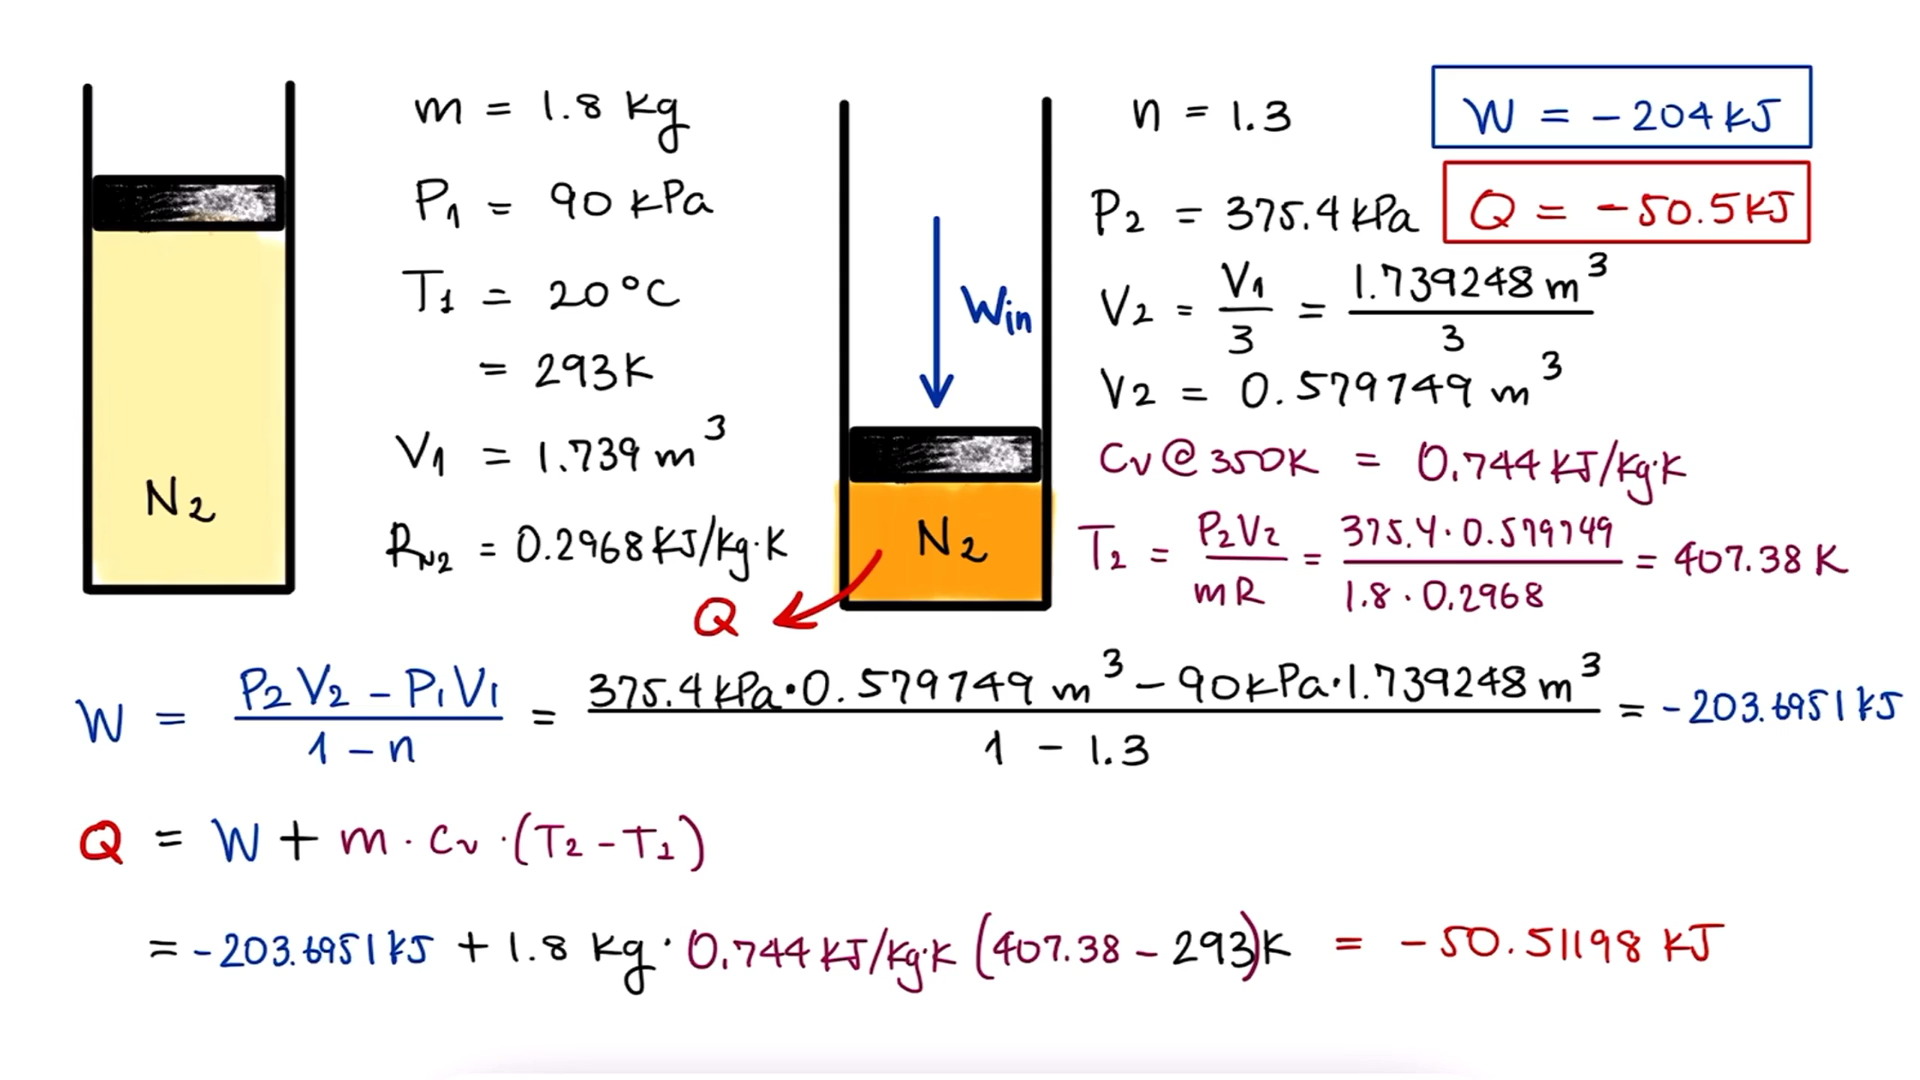 m = 1.8 kg
P1 = 90 kPa
T1 = 20°C
= 293K
V1 = 1.739 m³
RN2 = 0.2968 KJ/kg·K
N2
Win
N2
Q
n = 1.3
P2 = 375.4 kPa
V2 = V1/3 = 1.739248 m³/3
V2 = 0.579749 m³
Cv @ 350K = 0.744 KJ/kg·K
T2 = P2V2/mR = 375.4·0.579749/1.8·0.2968 = 407.38 K
W = -204 kJ
Q = -50.5 kJ
W = P2V2 - P1V1/1-n = 375.4 kPa·0.579749 m³ - 90 kPa·1.739248 m³/1 - 1.3 = -203.6951 kJ
Q = W + m·Cv·(T2-T1)
= -203.6951 kJ + 1.8 kg·0.744 KJ/kg·K (407.38 - 293)K = -50.51198 kJ